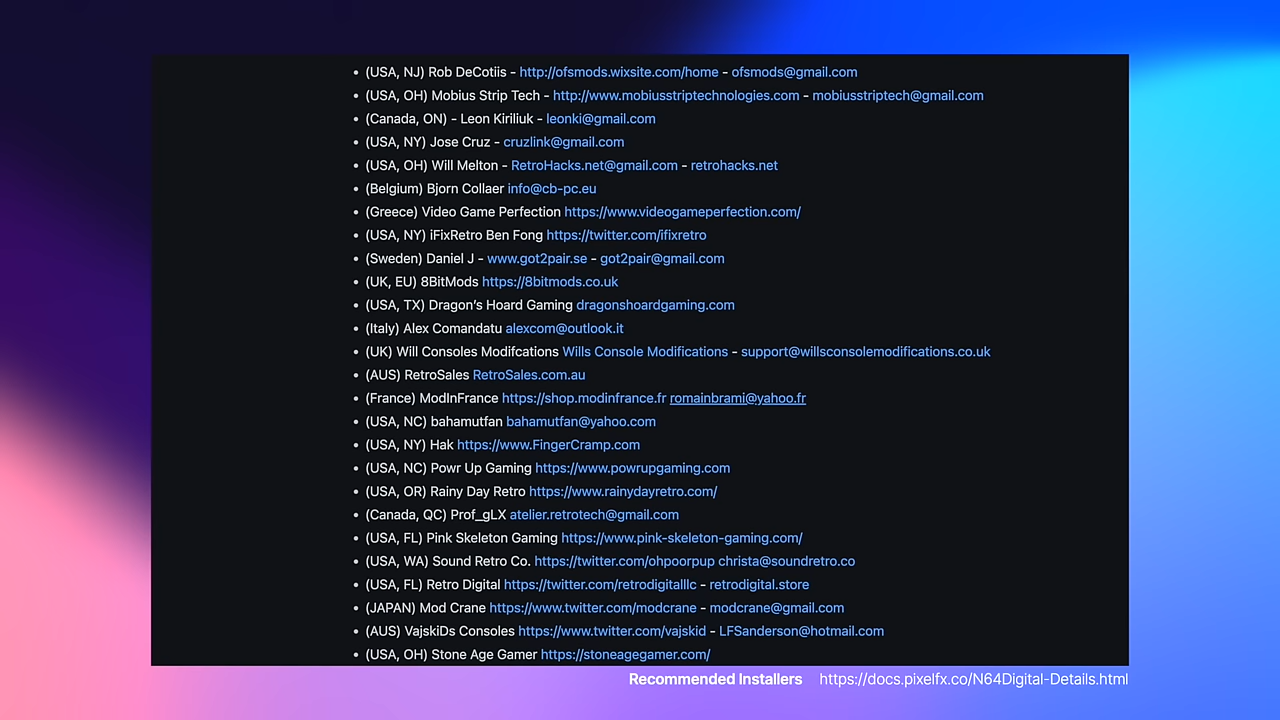 • (USA, NJ) Rob DeCotiis - http://ofsmods.wixsite.com/home - ofsmods@gmail.com
• (USA, OH) Mobius Strip Tech - http://www.mobiusstriptechnologies.com - mobiusstriptech@gmail.com
• (Canada, ON) - Leon Kiriliuk - leonki@gmail.com
• (USA, NY) Jose Cruz - cruzlink@gmail.com
• (USA, OH) Will Melton - RetroHacks.net@gmail.com - retrohacks.net
• (Belgium) Bjorn Collaer info@cb-pc.eu
• (Greece) Video Game Perfection https://www.videogameperfection.com/
• (USA, NY) iFixRetro Ben Fong https://twitter.com/ifixretro
• (Sweden) Daniel J - www.got2pair.se - got2pair@gmail.com
• (UK, EU) 8BitMods https://8bitmods.co.uk
• (USA, TX) Dragon's Hoard Gaming dragonshoardgaming.com
• (Italy) Alex Comandatu alexcom@outlook.it
• (UK) Will Consoles Modifcations Wills Console Modifications - support@willsconsolemodifications.co.uk
• (AUS) RetroSales RetroSales.com.au
• (France) ModInFrance https://shop.modinfrance.fr romainbrami@yahoo.fr
• (USA, NC) bahamutfan bahamutfan@yahoo.com
• (USA, NY) Hak https://www.FingerCramp.com
• (USA, NC) Powr Up Gaming https://www.powrupgaming.com
• (USA, OR) Rainy Day Retro https://www.rainydayretro.com/
• (Canada, QC) Prof_gLX atelier.retrotech@gmail.com
• (USA, FL) Pink Skeleton Gaming https://www.pink-skeleton-gaming.com/
• (USA, WA) Sound Retro Co. https://twitter.com/ohpoorpup christa@soundretro.co
• (USA, FL) Retro Digital https://twitter.com/retrodigitalllc - retrodigital.store
• (JAPAN) Mod Crane https://www.twitter.com/modcrane - modcrane@gmail.com
• (AUS) VajskiDs Consoles https://www.twitter.com/vajskid - LFSanderson@hotmail.com
• (USA, OH) Stone Age Gamer https://stoneagegamer.com/
Recommended Installers https://docs.pixelfx.co/N64Digital-Details.html